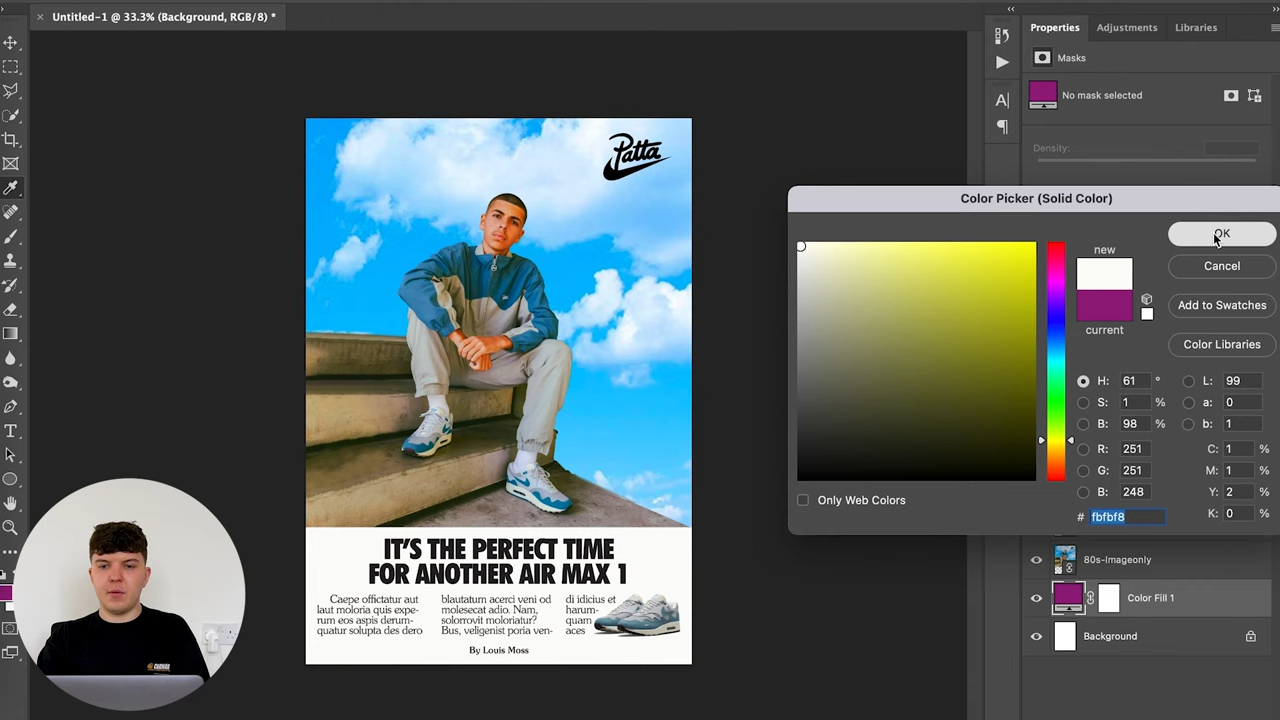 Untitled-1 @ 33.3% (Background, RGB/8) *
Properties
Adjustments
Libraries
Masks
No mask selected
Density:
Color Picker (Solid Color)
new
current
OK
Cancel
Add to Swatches
Color Libraries
H: 61 °
S: 1 %
B: 98 %
R: 251
G: 251
B: 248
# fbfbf8
L: 99
a: 0
b: 1
C: 1 %
M: 1 %
Y: 2 %
K: 0 %
Only Web Colors
80s-Imageonly
Color Fill 1
Background
Patta
IT'S THE PERFECT TIME
FOR ANOTHER AIR MAX 1
Caepe officitatur aut
laut moloria quis expe-
rum eos aspis derum-
quatur solupta des dero
blautatum acerci veni od
molesecat adio. Nam,
solorrovit moloriatur?
Bus, veligenist poria ven-
di idicius et
harum-
quam
aces
By Louis Moss